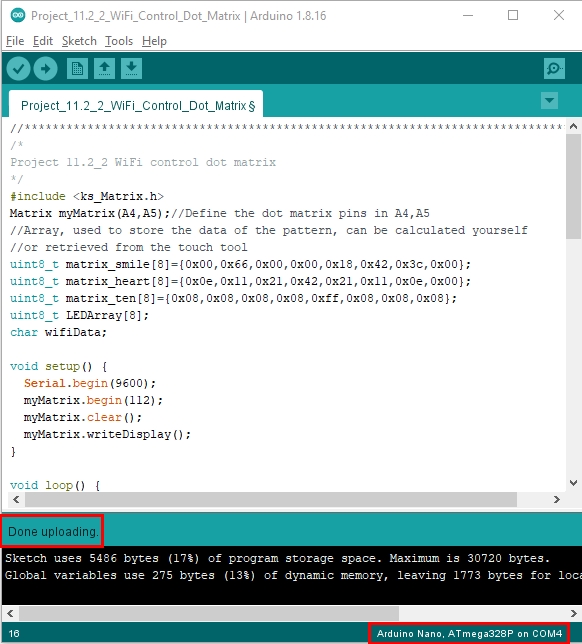 Project_11.2_2_WiFi_Control_Dot_Matrix | Arduino 1.8.16
File Edit Sketch Tools Help
Project_11.2_2_WiFi_Control_Dot_Matrix §
//*****************************************************************************
/*
Project 11.2_2 WiFi control dot matrix
*/
#include <ks_Matrix.h>
Matrix myMatrix(A4,A5);//Define the dot matrix pins in A4,A5
//Array, used to store the data of the pattern, can be calculated yourself
//or retrieved from the touch tool
uint8_t matrix_smile[8]={0x00,0x66,0x00,0x00,0x18,0x42,0x3c,0x00};
uint8_t matrix_heart[8]={0x0e,0x11,0x21,0x42,0x21,0x11,0x0e,0x00};
uint8_t matrix_ten[8]={0x08,0x08,0x08,0x08,0xff,0x08,0x08,0x08};
uint8_t LEDArray[8];
char wifiData;
void setup() {
Serial.begin(9600);
myMatrix.begin(112);
myMatrix.clear();
myMatrix.writeDisplay();
}
void loop() {
Done uploading.
Sketch uses 5486 bytes (17%) of program storage space. Maximum is 30720 bytes.
Global variables use 275 bytes (13%) of dynamic memory, leaving 1773 bytes for loca
16
Arduino Nano, ATmega328P on COM4